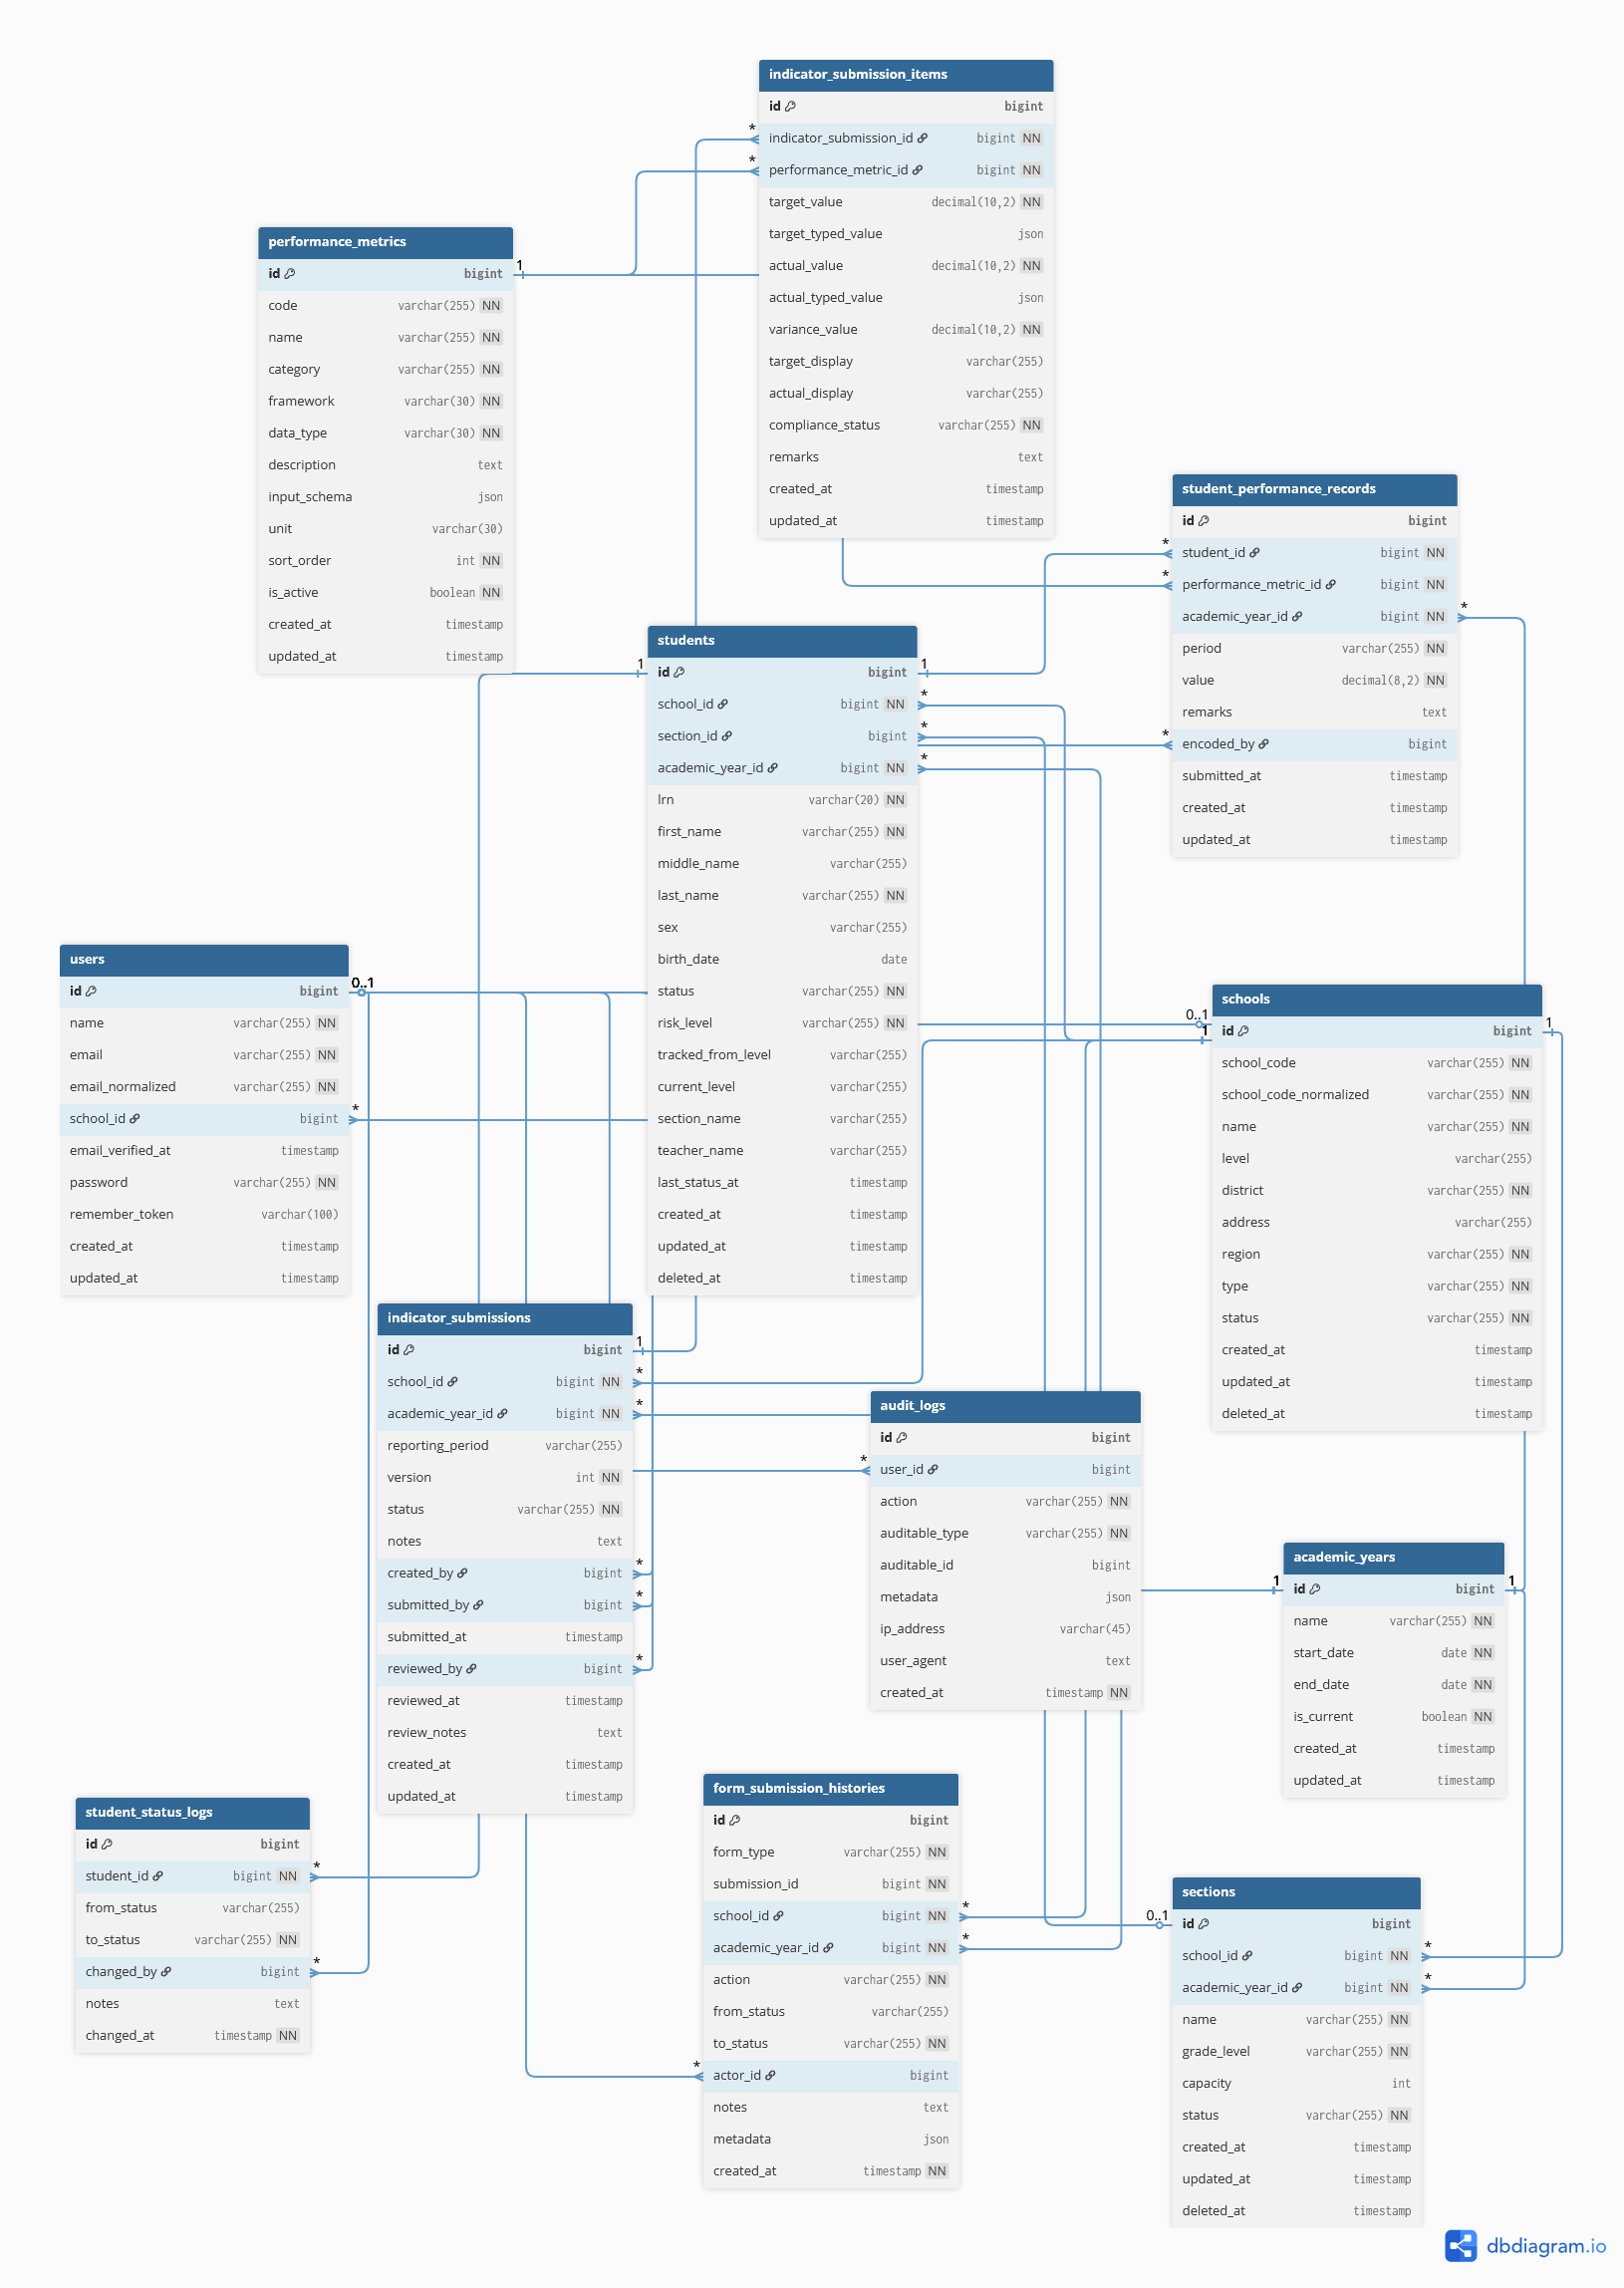 indicator_submission_items
id bigint
* indicator_submission_id bigint NN
* performance_metric_id bigint NN
target_value decimal(10,2) NN
target_typed_value json
actual_value decimal(10,2) NN
actual_typed_value json
variance_value decimal(10,2) NN
target_display varchar(255)
actual_display varchar(255)
compliance_status varchar(255) NN
remarks text
created_at timestamp
updated_at timestamp
performance_metrics
id bigint 1
code varchar(255) NN
name varchar(255) NN
category varchar(255) NN
framework varchar(30) NN
data_type varchar(30) NN
description text
input_schema json
unit varchar(30)
sort_order int NN
is_active boolean NN
created_at timestamp
updated_at timestamp
student_performance_records
id bigint
* student_id bigint NN
* performance_metric_id bigint NN
academic_year_id bigint NN *
period varchar(255) NN
value decimal(8,2) NN
remarks text
* encoded_by bigint
submitted_at timestamp
created_at timestamp
updated_at timestamp
students
1 id bigint 1
school_id bigint NN *
section_id bigint *
academic_year_id bigint NN *
lrn varchar(20) NN
first_name varchar(255) NN
middle_name varchar(255)
last_name varchar(255) NN
sex varchar(255)
birth_date date
status varchar(255) NN
risk_level varchar(255) NN
tracked_from_level varchar(255)
current_level varchar(255)
section_name varchar(255)
teacher_name varchar(255)
last_status_at timestamp
created_at timestamp
updated_at timestamp
deleted_at timestamp
users
id bigint 0..1
name varchar(255) NN
email varchar(255) NN
email_normalized varchar(255) NN
school_id bigint *
email_verified_at timestamp
password varchar(255) NN
remember_token varchar(100)
created_at timestamp
updated_at timestamp
schools
0..1
1 id bigint 1
school_code varchar(255) NN
school_code_normalized varchar(255) NN
name varchar(255) NN
level varchar(255)
district varchar(255) NN
address varchar(255)
region varchar(255) NN
type varchar(255) NN
status varchar(255) NN
created_at timestamp
updated_at timestamp
deleted_at timestamp
indicator_submissions
id bigint 1
school_id bigint NN *
academic_year_id bigint NN *
reporting_period varchar(255)
version int NN
status varchar(255) NN
notes text
created_by bigint *
submitted_by bigint *
submitted_at timestamp
reviewed_by bigint *
reviewed_at timestamp
review_notes text
created_at timestamp
updated_at timestamp
audit_logs
id bigint
* user_id bigint
action varchar(255) NN
auditable_type varchar(255) NN
auditable_id bigint
metadata json
ip_address varchar(45)
user_agent text
created_at timestamp NN
academic_years
1 id bigint 1
name varchar(255) NN
start_date date NN
end_date date NN
is_current boolean NN
created_at timestamp
updated_at timestamp
student_status_logs
id bigint
student_id bigint NN *
from_status varchar(255)
to_status varchar(255) NN
changed_by bigint *
notes text
changed_at timestamp NN
form_submission_histories
id bigint
form_type varchar(255) NN
submission_id bigint NN
school_id bigint NN *
academic_year_id bigint NN *
action varchar(255) NN
from_status varchar(255)
to_status varchar(255) NN
* actor_id bigint
notes text
metadata json
created_at timestamp NN
sections
0..1 id bigint
school_id bigint NN *
academic_year_id bigint NN *
name varchar(255) NN
grade_level varchar(255) NN
capacity int
status varchar(255) NN
created_at timestamp
updated_at timestamp
deleted_at timestamp
dbdiagram.io